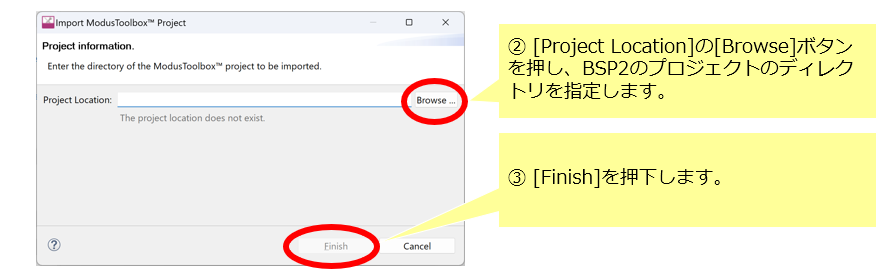 Import ModusToolbox™ Project
Project information.
Enter the directory of the ModusToolbox™ project to be imported.
Project Location:
Browse ...
The project location does not exist.
Finish
Cancel
② [Project Location]の[Browse]ボタン
を押し、BSP2のプロジェクトのディレク
トリを指定します。
③ [Finish]を押下します。